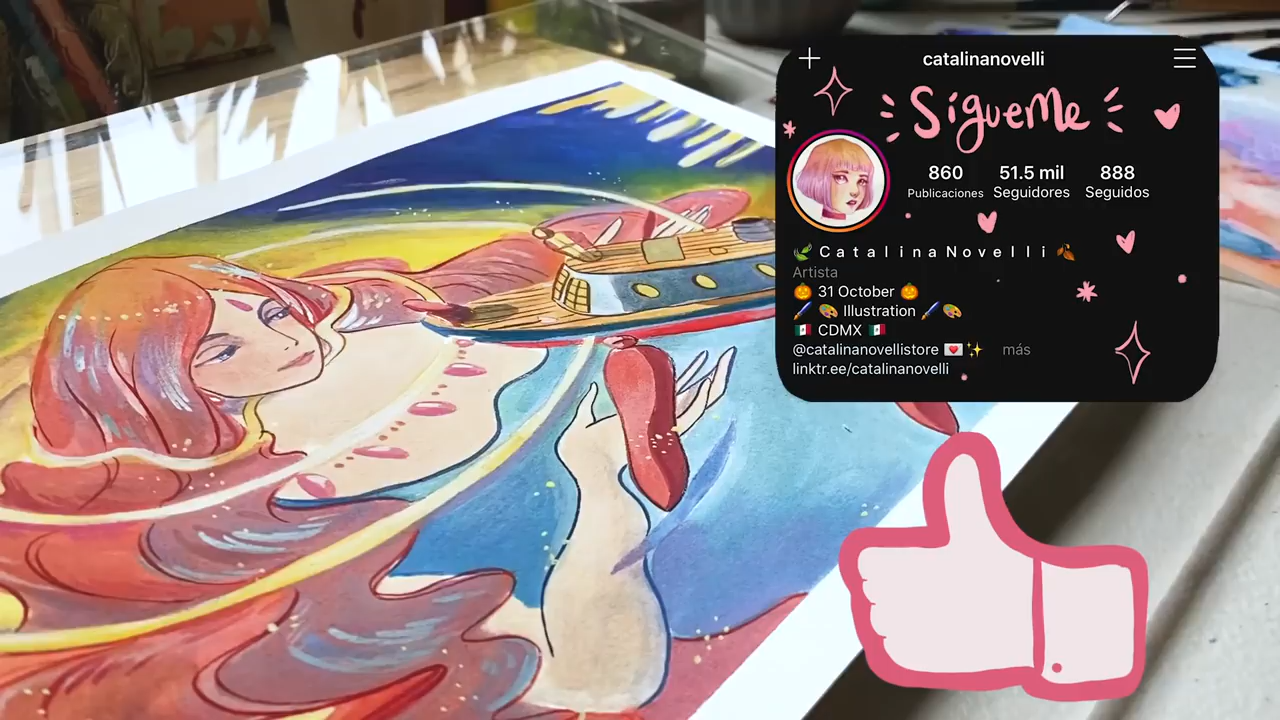 catalinanovelli
SígueMe
860 51.5 mil 888
Publicaciones Seguidores Seguidos
🌿 C a t a l i n a N o v e l l i 🍂
Artista
🎃 31 October 🎃
🖌️ 🎨 Illustration 🖌️ 🎨
🇲🇽 CDMX 🇲🇽
@catalinanovellistore 💌 ✨ más
linktr.ee/catalinanovelli